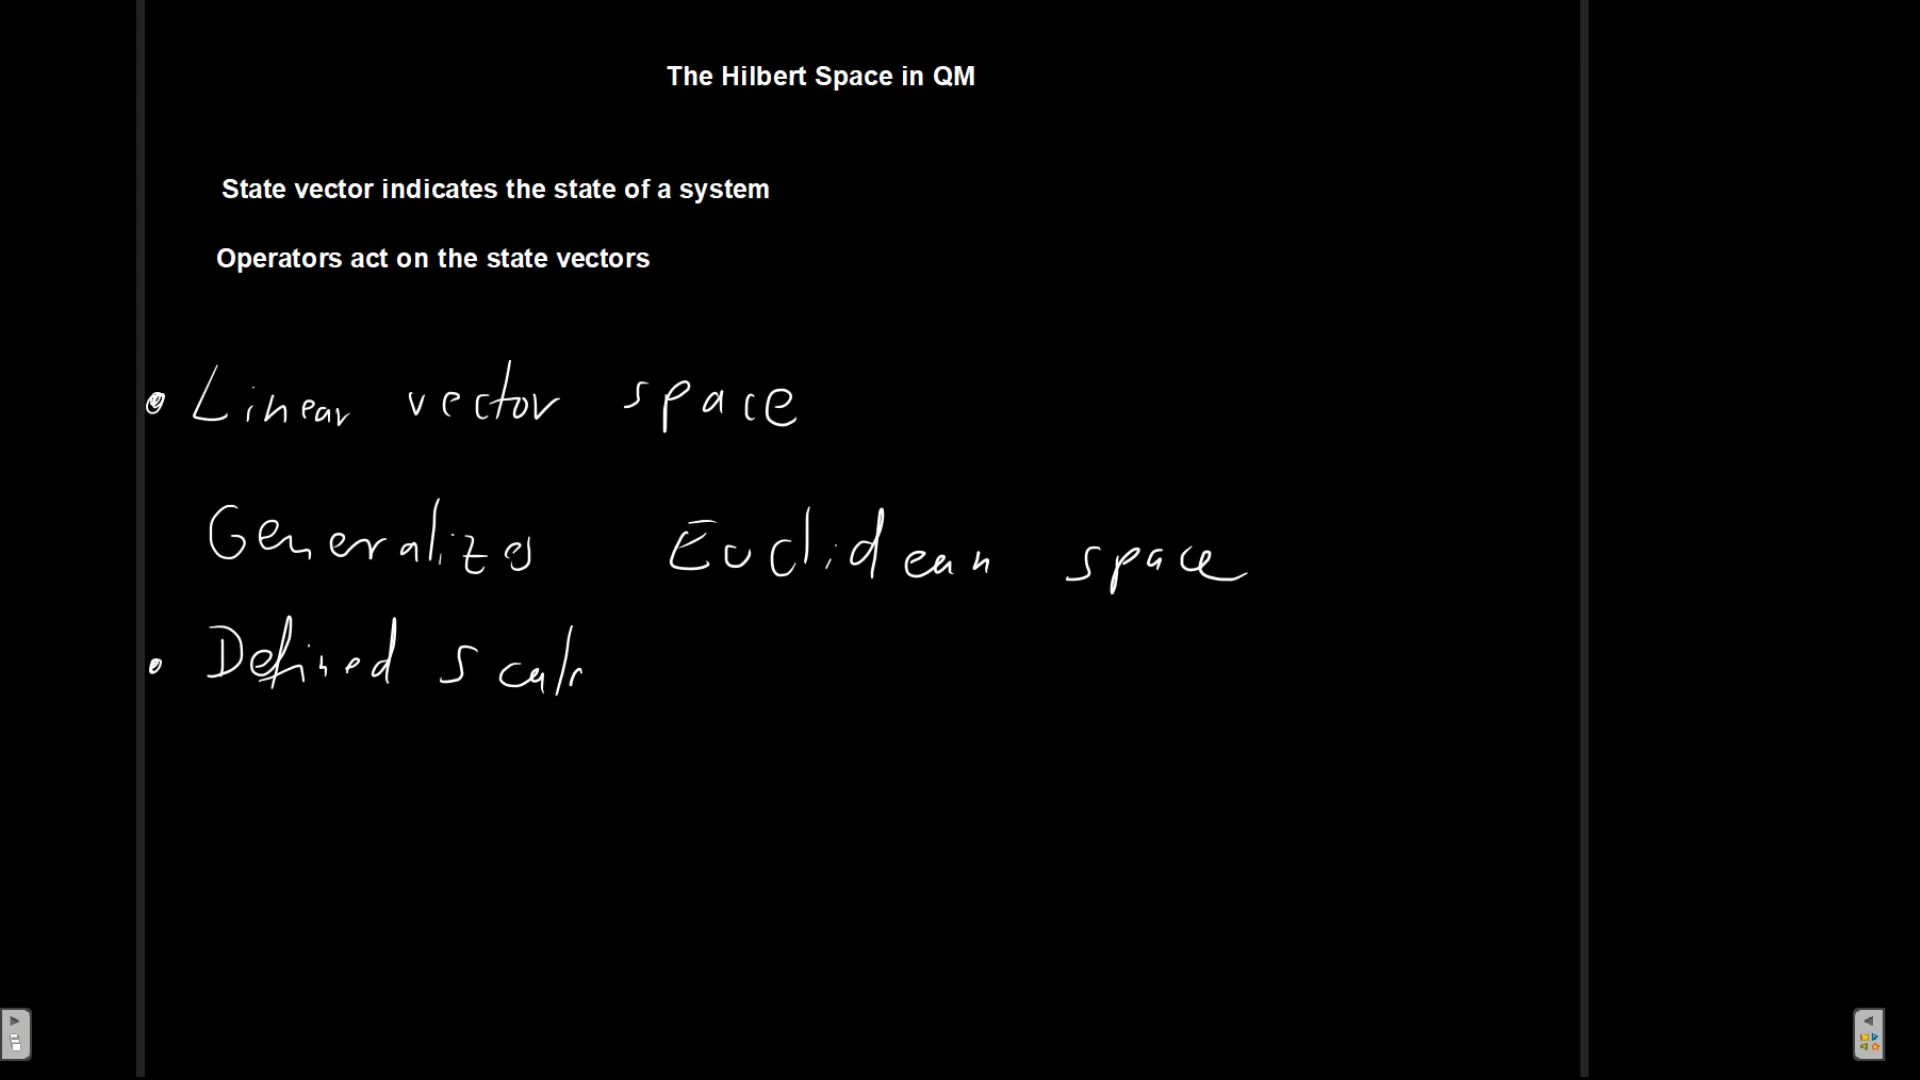 The Hilbert Space in QM
State vector indicates the state of a system
Operators act on the state vectors
• Linear vector space
Generalizes Euclidean space
• Defined scala